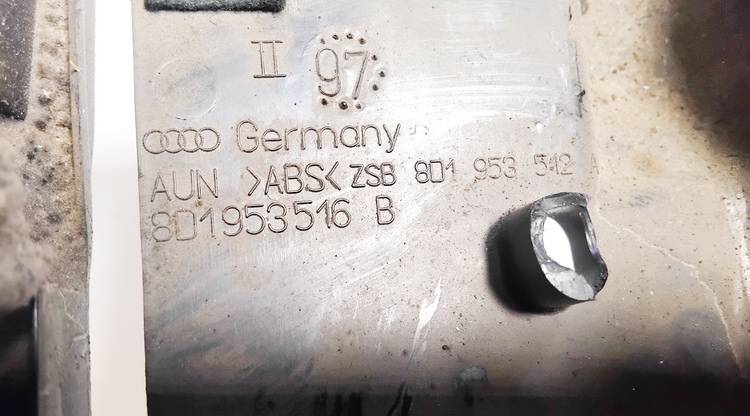 II 97
Germany
AUN >ABS< ZSB 8D1 953 512 A
8D1953516 B